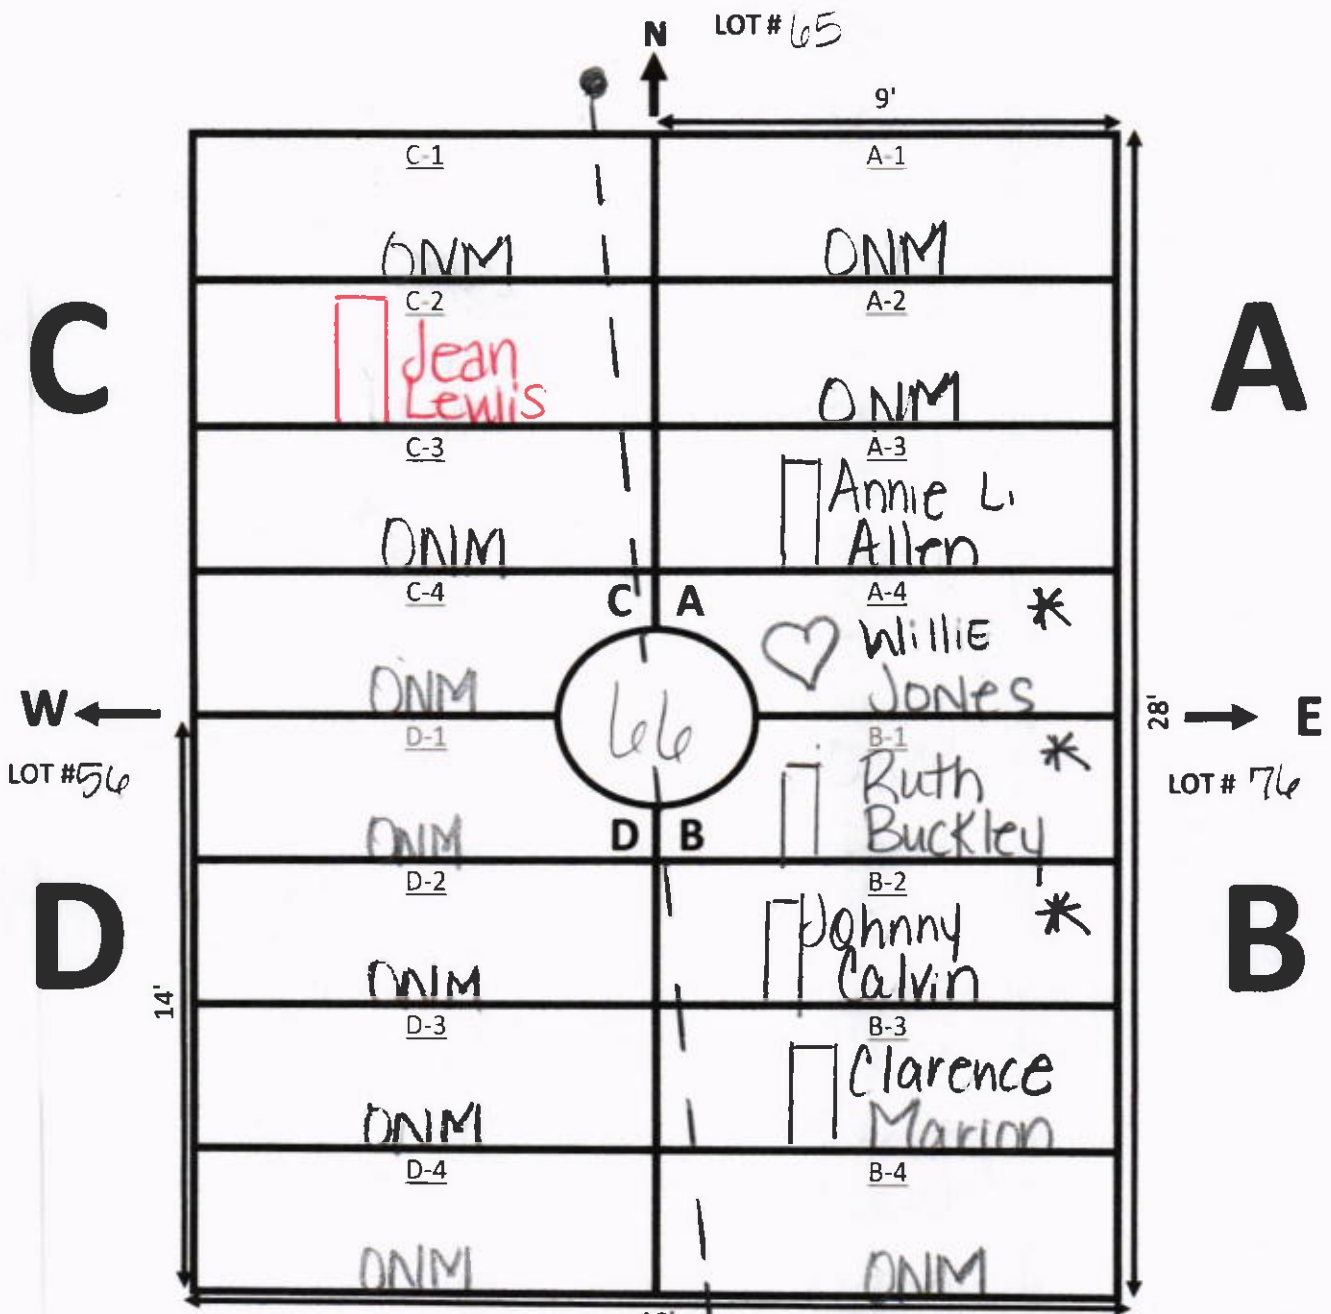 N LOT # 65
9'
C-1 A-1
ONM ONM
C-2 A-2
C Jean A
Lewis ONM
C-3 A-3
Annie L.
ONM Allen
C-4 C A A-4 *
Willie
ONM Jones
W 66 28' E
D-1 B-1 *
LOT #56 Ruth LOT # 76
ONM D B Buckley
D-2 B-2 *
D Johnny B
ONM Calvin
14'
D-3 B-3
Clarence
ONM Marion
D-4 B-4
ONM ONM